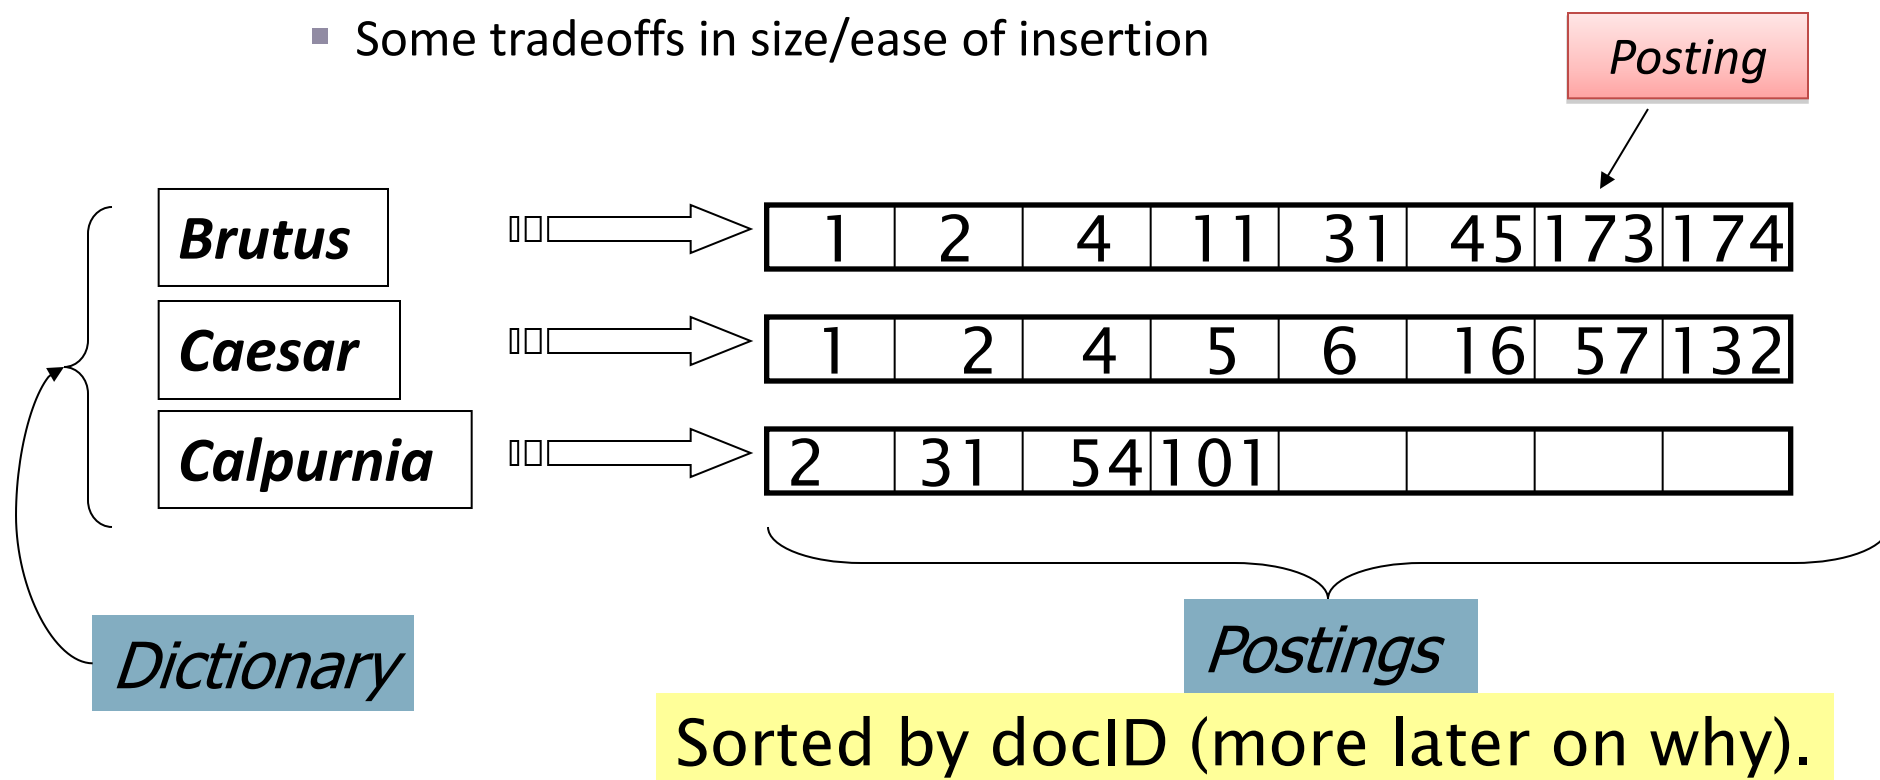 ▪ Some tradeoffs in size/ease of insertion
Posting
Brutus 1 2 4 11 31 45 173 174
Caesar 1 2 4 5 6 16 57 132
Calpurnia 2 31 54 101
Dictionary
Postings
Sorted by docID (more later on why).